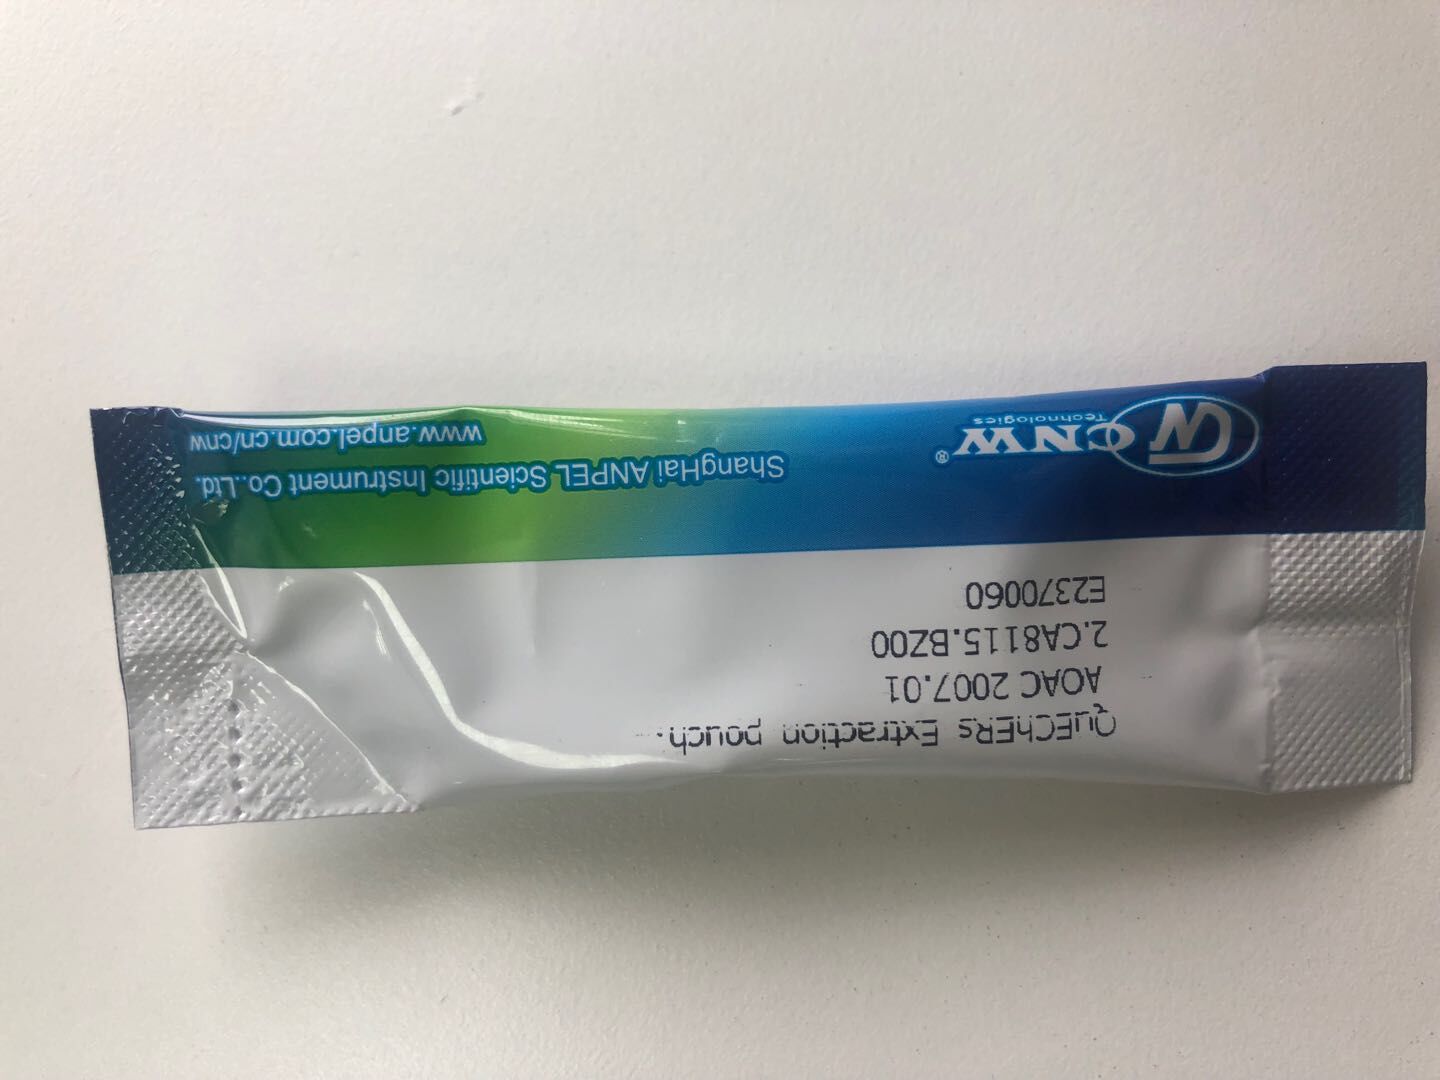 QuEChERs Extraction pouch.
AOAC 2007.01
2.CA8115.BZ00
E2370060
CNW®
Technologies
ShangHai ANPEL Scientific Instrument Co.,Ltd.
www.anpel.com.cn/cnw